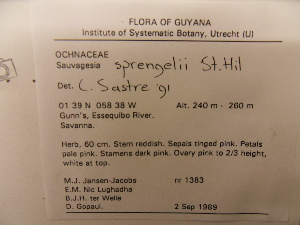 FLORA OF GUYANA
Institute of Systematic Botany, Utrecht (U)
OCHNACEAE
Sauvagesia sprengelii St. Hil
Det. C. Sastre '91
01 39 N 058 38 W Alt. 240 m - 260 m
Gunn's, Essequibo River.
Savanna.
Herb, 60 cm. Stem reddish. Sepals tinged pink. Petals
pale pink. Stamens dark pink. Ovary pink to 2/3 height,
white at top.
M.J. Jansen-Jacobs nr 1383
E.M. Nic Lughadha
B.J.H. ter Welle
D. Gopaul. 2 Sep 1989